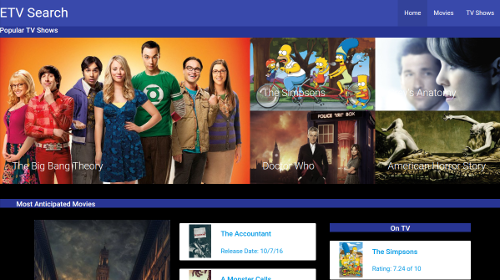 ETV Search
Home Movies TV Shows
Popular TV Shows
The Simpsons
's Anatomy
The Big Bang Theory
Doctor Who
American Horror Story
Most Anticipated Movies
The Accountant
Release Date: 10/7/16
A Monster Calls
On TV
The Simpsons
Rating: 7.24 of 10